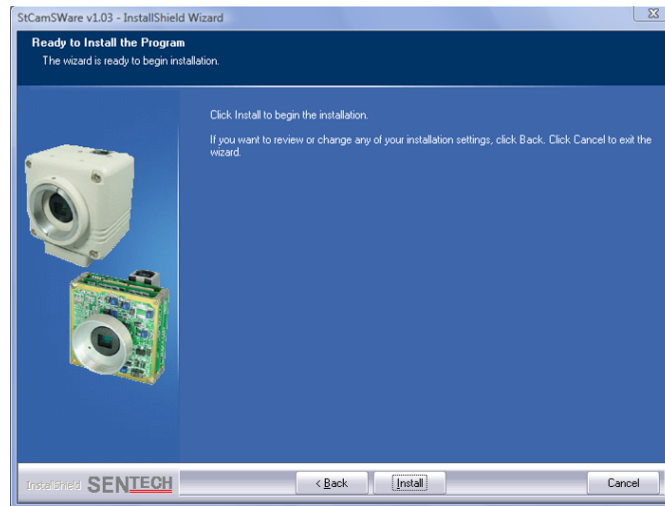 StCamSWare v1.03 - InstallShield Wizard
Ready to Install the Program
The wizard is ready to begin installation.
Click Install to begin the installation.
If you want to review or change any of your installation settings, click Back. Click Cancel to exit the
wizard.
InstallShield SENTECH < Back Install Cancel